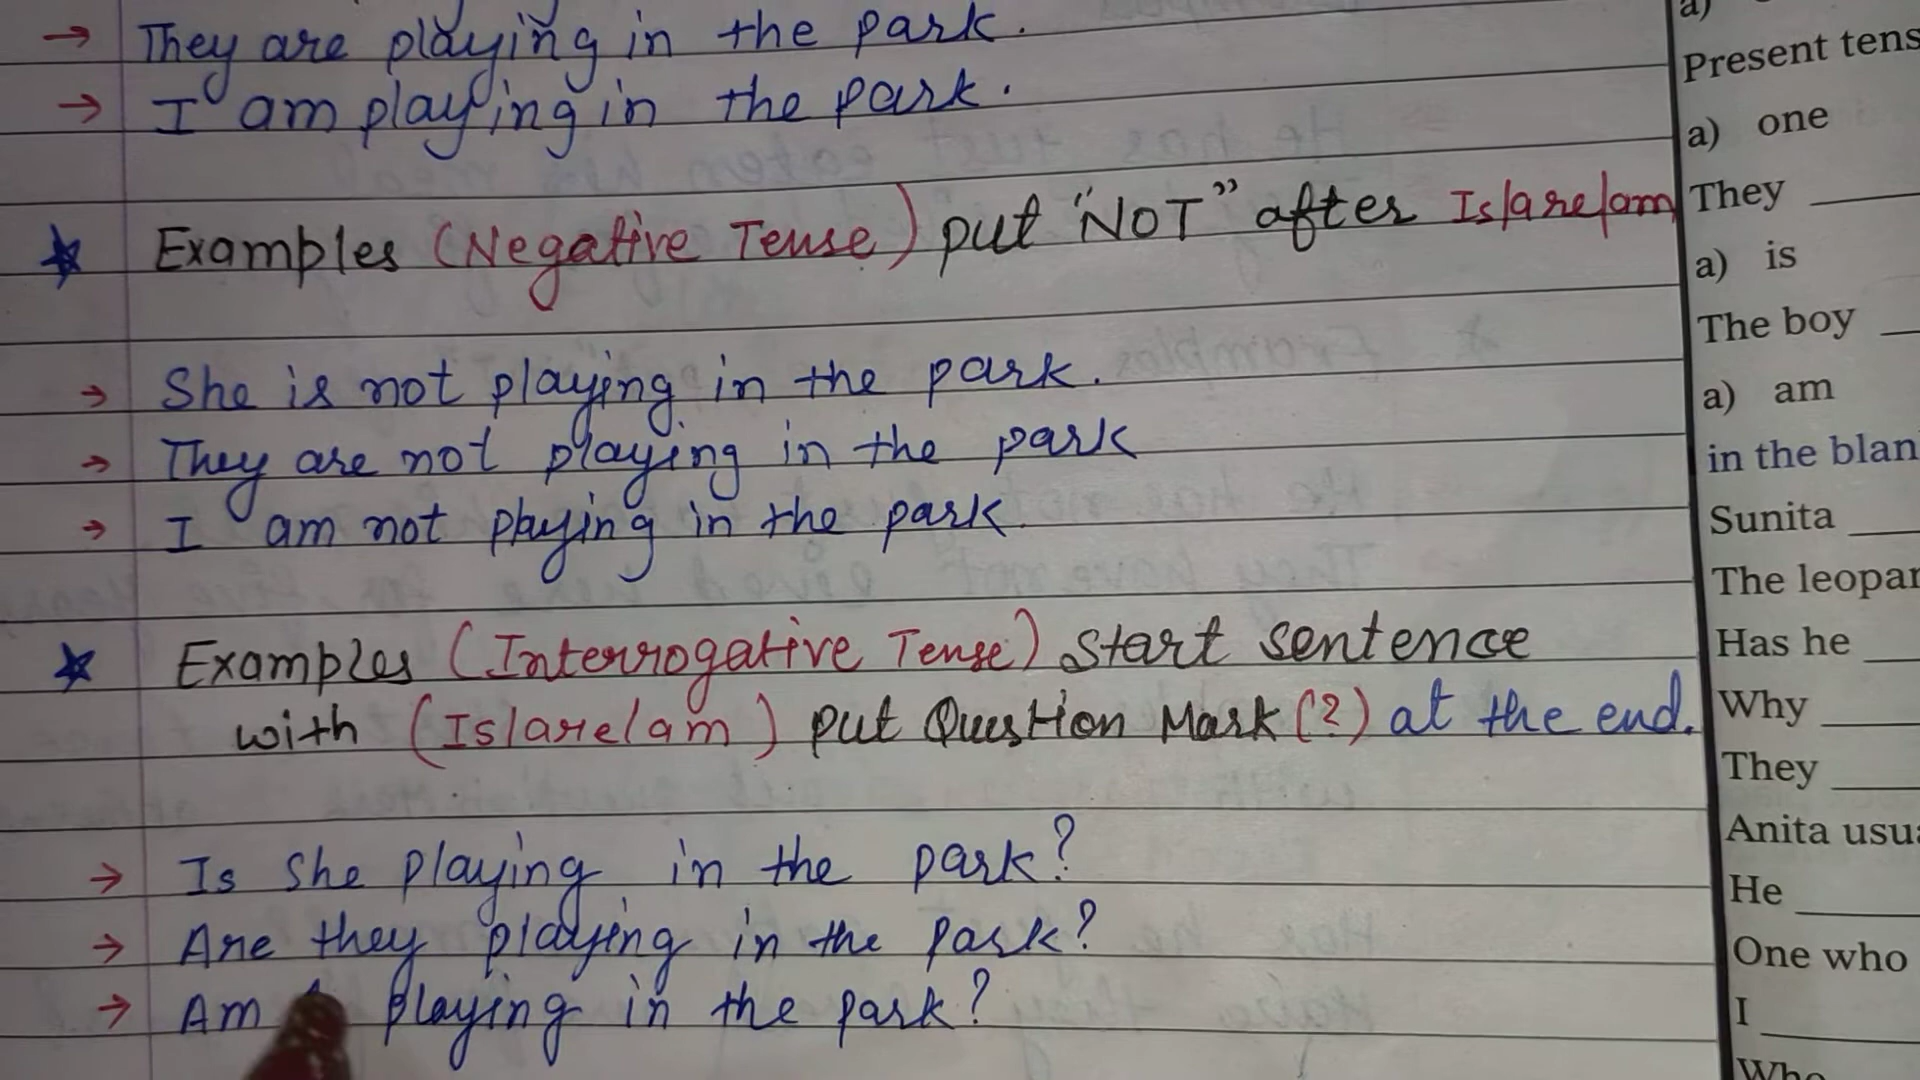 They are playing in the park.
I am playing in the park.
Examples (Negative Tense) put "NOT" after Is/are/am
She is not playing in the park.
They are not playing in the park
I am not playing in the park.
Examples (Interrogative Tense) Start sentence
with (Is/are/am) put Question Mark (?) at the end.
Is She playing in the park?
Are they playing in the park?
Am playing in the park?
a)
Present tens
a) one
They
a) is
The boy
a) am
in the blan
Sunita
The leopar
Has he
Why
They
Anita usu
He
One who
I
Who